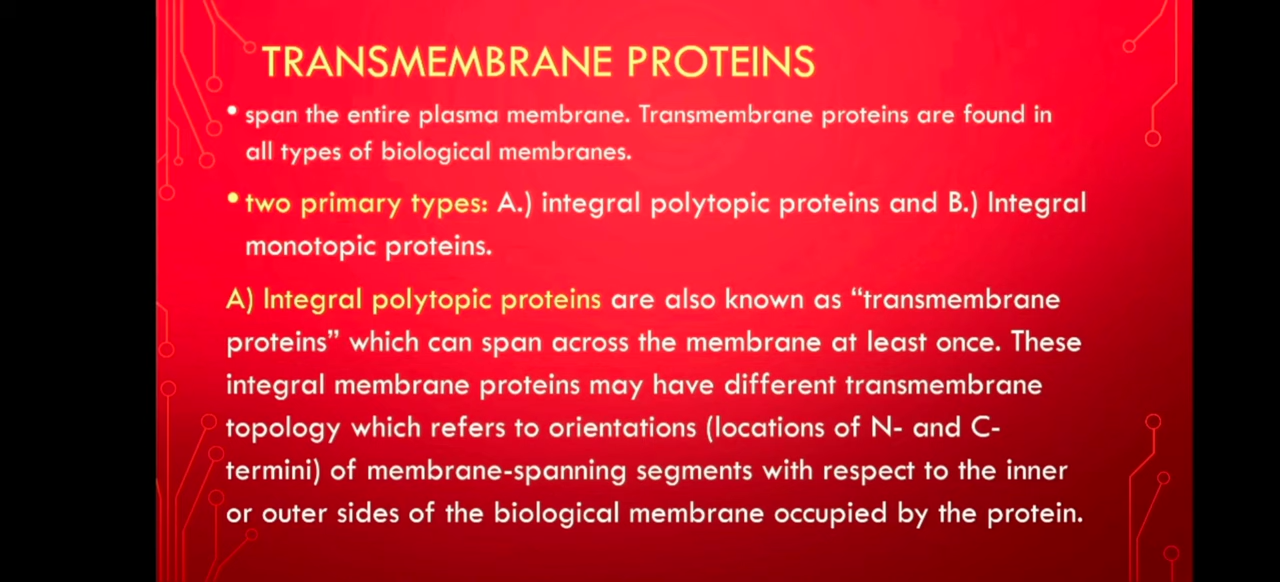 TRANSMEMBRANE PROTEINS
• span the entire plasma membrane. Transmembrane proteins are found in
all types of biological membranes.
• two primary types: A.) integral polytopic proteins and B.) Integral
monotopic proteins.
A) Integral polytopic proteins are also known as “transmembrane
proteins” which can span across the membrane at least once. These
integral membrane proteins may have different transmembrane
topology which refers to orientations (locations of N- and C-
termini) of membrane-spanning segments with respect to the inner
or outer sides of the biological membrane occupied by the protein.